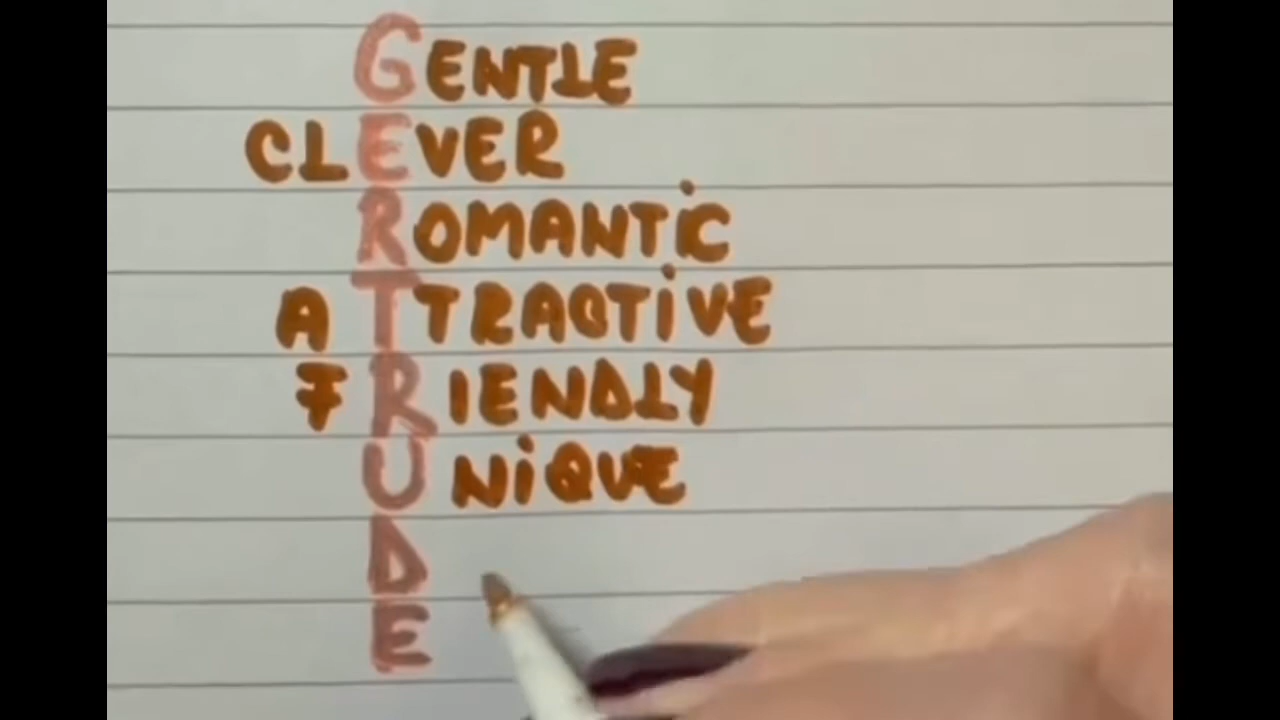 GENTLE
CLEVER
ROMANTiC
ATTRACTiVE
FRIENDLY
UNiQUE
D
E